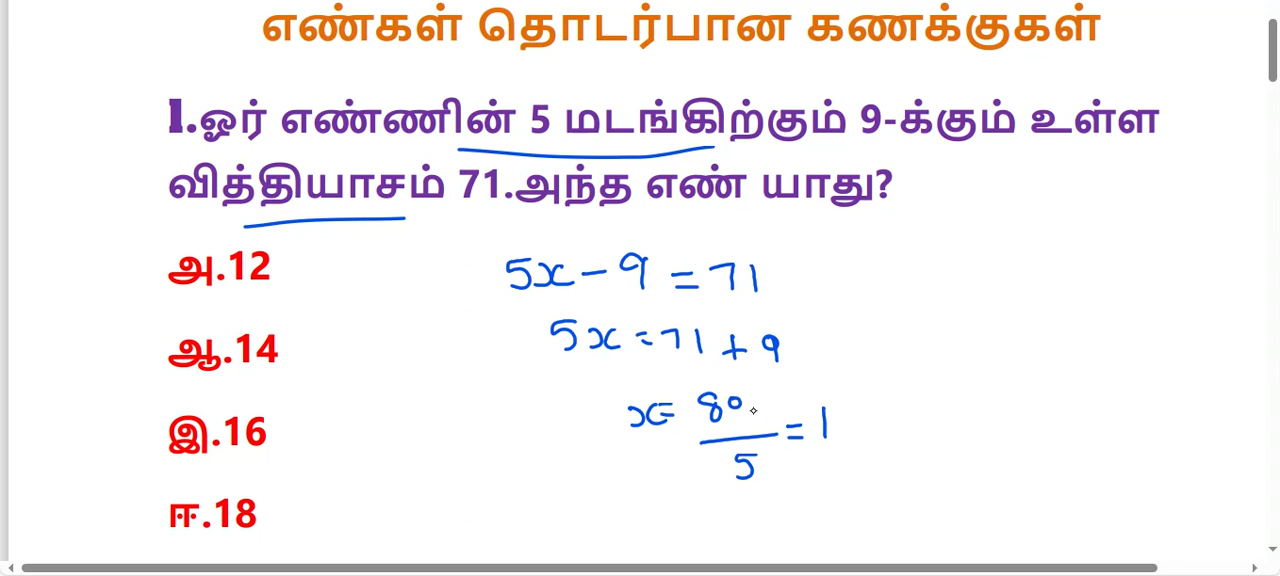 எண்கள் தொடர்பான கணக்குகள்
1.ஓர் எண்ணின் 5 மடங்கிற்கும் 9-க்கும் உள்ள
வித்தியாசம் 71.அந்த எண் யாது?
அ.12
ஆ.14
இ.16
ஈ.18
5x - 9 = 71
5x = 71 + 9
x = 80/5 = 1